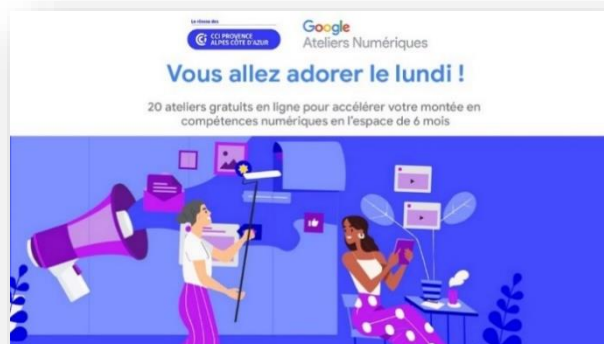 Le réseau des
CCI PROVENCE
ALPES CÔTE D'AZUR
Google
Ateliers Numériques
Vous allez adorer le lundi !
20 ateliers gratuits en ligne pour accélérer votre montée en
compétences numériques en l'espace de 6 mois